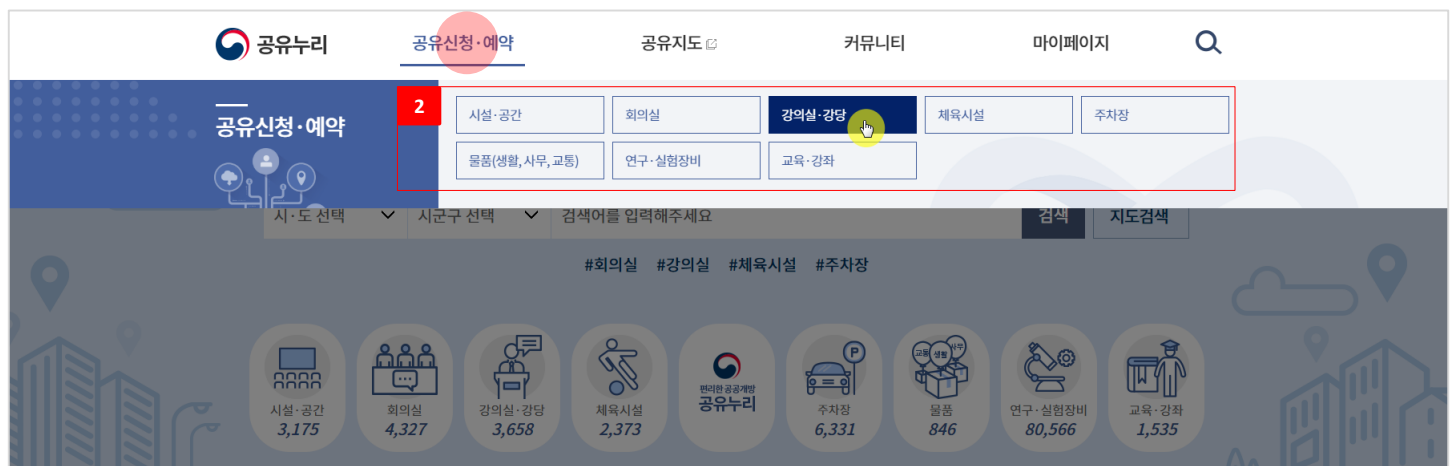 공유누리
공유신청·예약
공유지도
커뮤니티
마이페이지
공유신청·예약
2
시설·공간
회의실
강의실·강당
체육시설
주차장
물품(생활, 사무, 교통)
연구·실험장비
교육·강좌
시·도 선택
시군구 선택
검색어를 입력해주세요
검색
지도검색
#회의실 #강의실 #체육시설 #주차장
P
교통
생활
사무
편리한 공공개방
공유누리
시설·공간
3,175
회의실
4,327
강의실·강당
3,658
체육시설
2,373
주차장
6,331
물품
846
연구·실험장비
80,566
교육·강좌
1,535